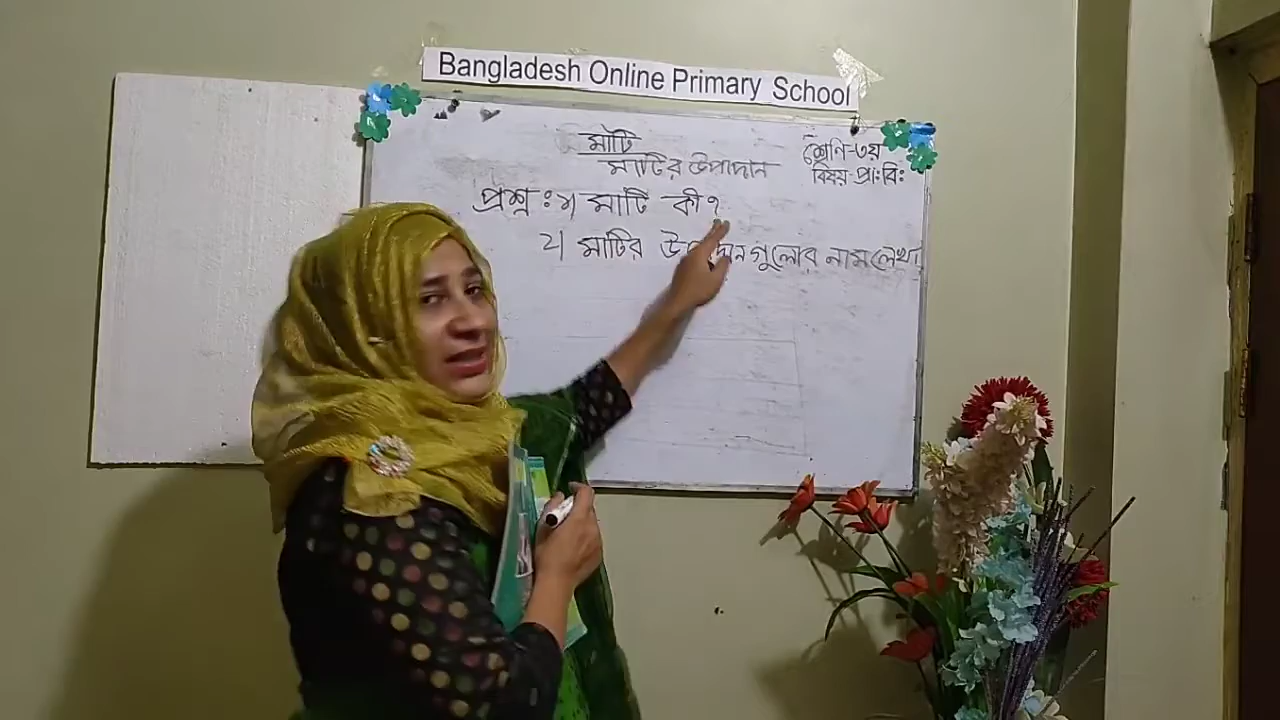 Bangladesh Online Primary School
মাটি
মাটির উপাদান
শ্রেণি-৩য়
বিষয়-প্রা:বি:
প্রশ্ন : ১) মাটি কী?
২| মাটির উপাদানগুলোর নাম লেখ।